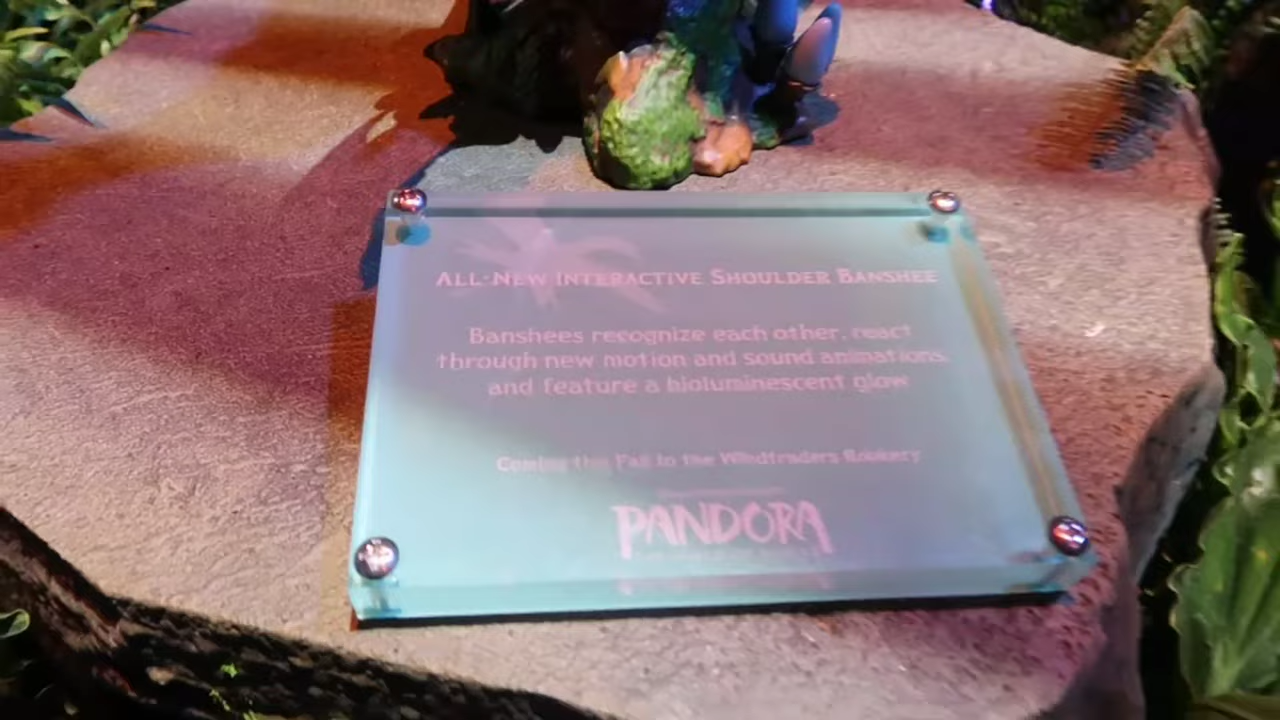 All-New Interactive Shoulder Banshee
Banshees recognize each other, react
through new motion and sound animations,
and feature a bioluminescent glow
Coming this Fall to the Windtraders Rookery
PANDORA